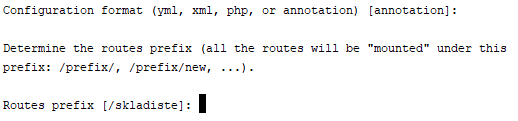 Configuration format (yml, xml, php, or annotation) [annotation]:
Determine the routes prefix (all the routes will be "mounted" under this
prefix: /prefix/, /prefix/new, ...).
Routes prefix [/skladiste]: